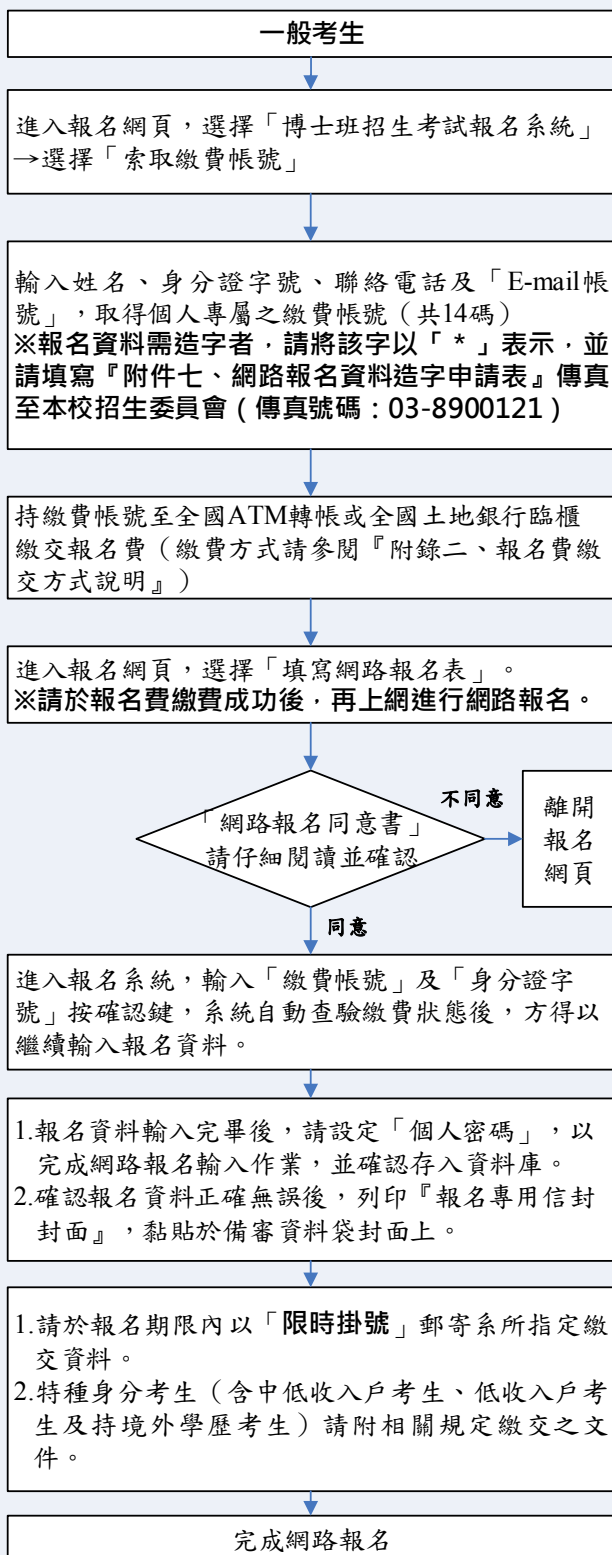 一般考生
進入報名網頁，選擇「博士班招生考試報名系統」
→選擇「索取繳費帳號」
輸入姓名、身分證字號、聯絡電話及「E-mail帳
號」，取得個人專屬之繳費帳號（共14碼）
※報名資料需造字者，請將該字以「 * 」表示，並
請填寫『附件七、網路報名資料造字申請表』傳真
至本校招生委員會（傳真號碼：03-8900121）
持繳費帳號至全國ATM轉帳或全國土地銀行臨櫃
繳交報名費（繳費方式請參閱『附錄二、報名費繳
交方式說明』）
進入報名網頁，選擇「填寫網路報名表」。
※請於報名費繳費成功後，再上網進行網路報名。
「網路報名同意書」
請仔細閱讀並確認
不同意
離開
報名
網頁
同意
進入報名系統，輸入「繳費帳號」及「身分證字
號」按確認鍵，系統自動查驗繳費狀態後，方得以
繼續輸入報名資料。
1.報名資料輸入完畢後，請設定「個人密碼」，以
完成網路報名輸入作業，並確認存入資料庫。
2.確認報名資料正確無誤後，列印『報名專用信封
封面』，黏貼於備審資料袋封面上。
1.請於報名期限內以「限時掛號」郵寄系所指定繳
交資料。
2.特種身分考生（含中低收入戶考生、低收入戶考
生及持境外學歷考生）請附相關規定繳交之文
件。
完成網路報名